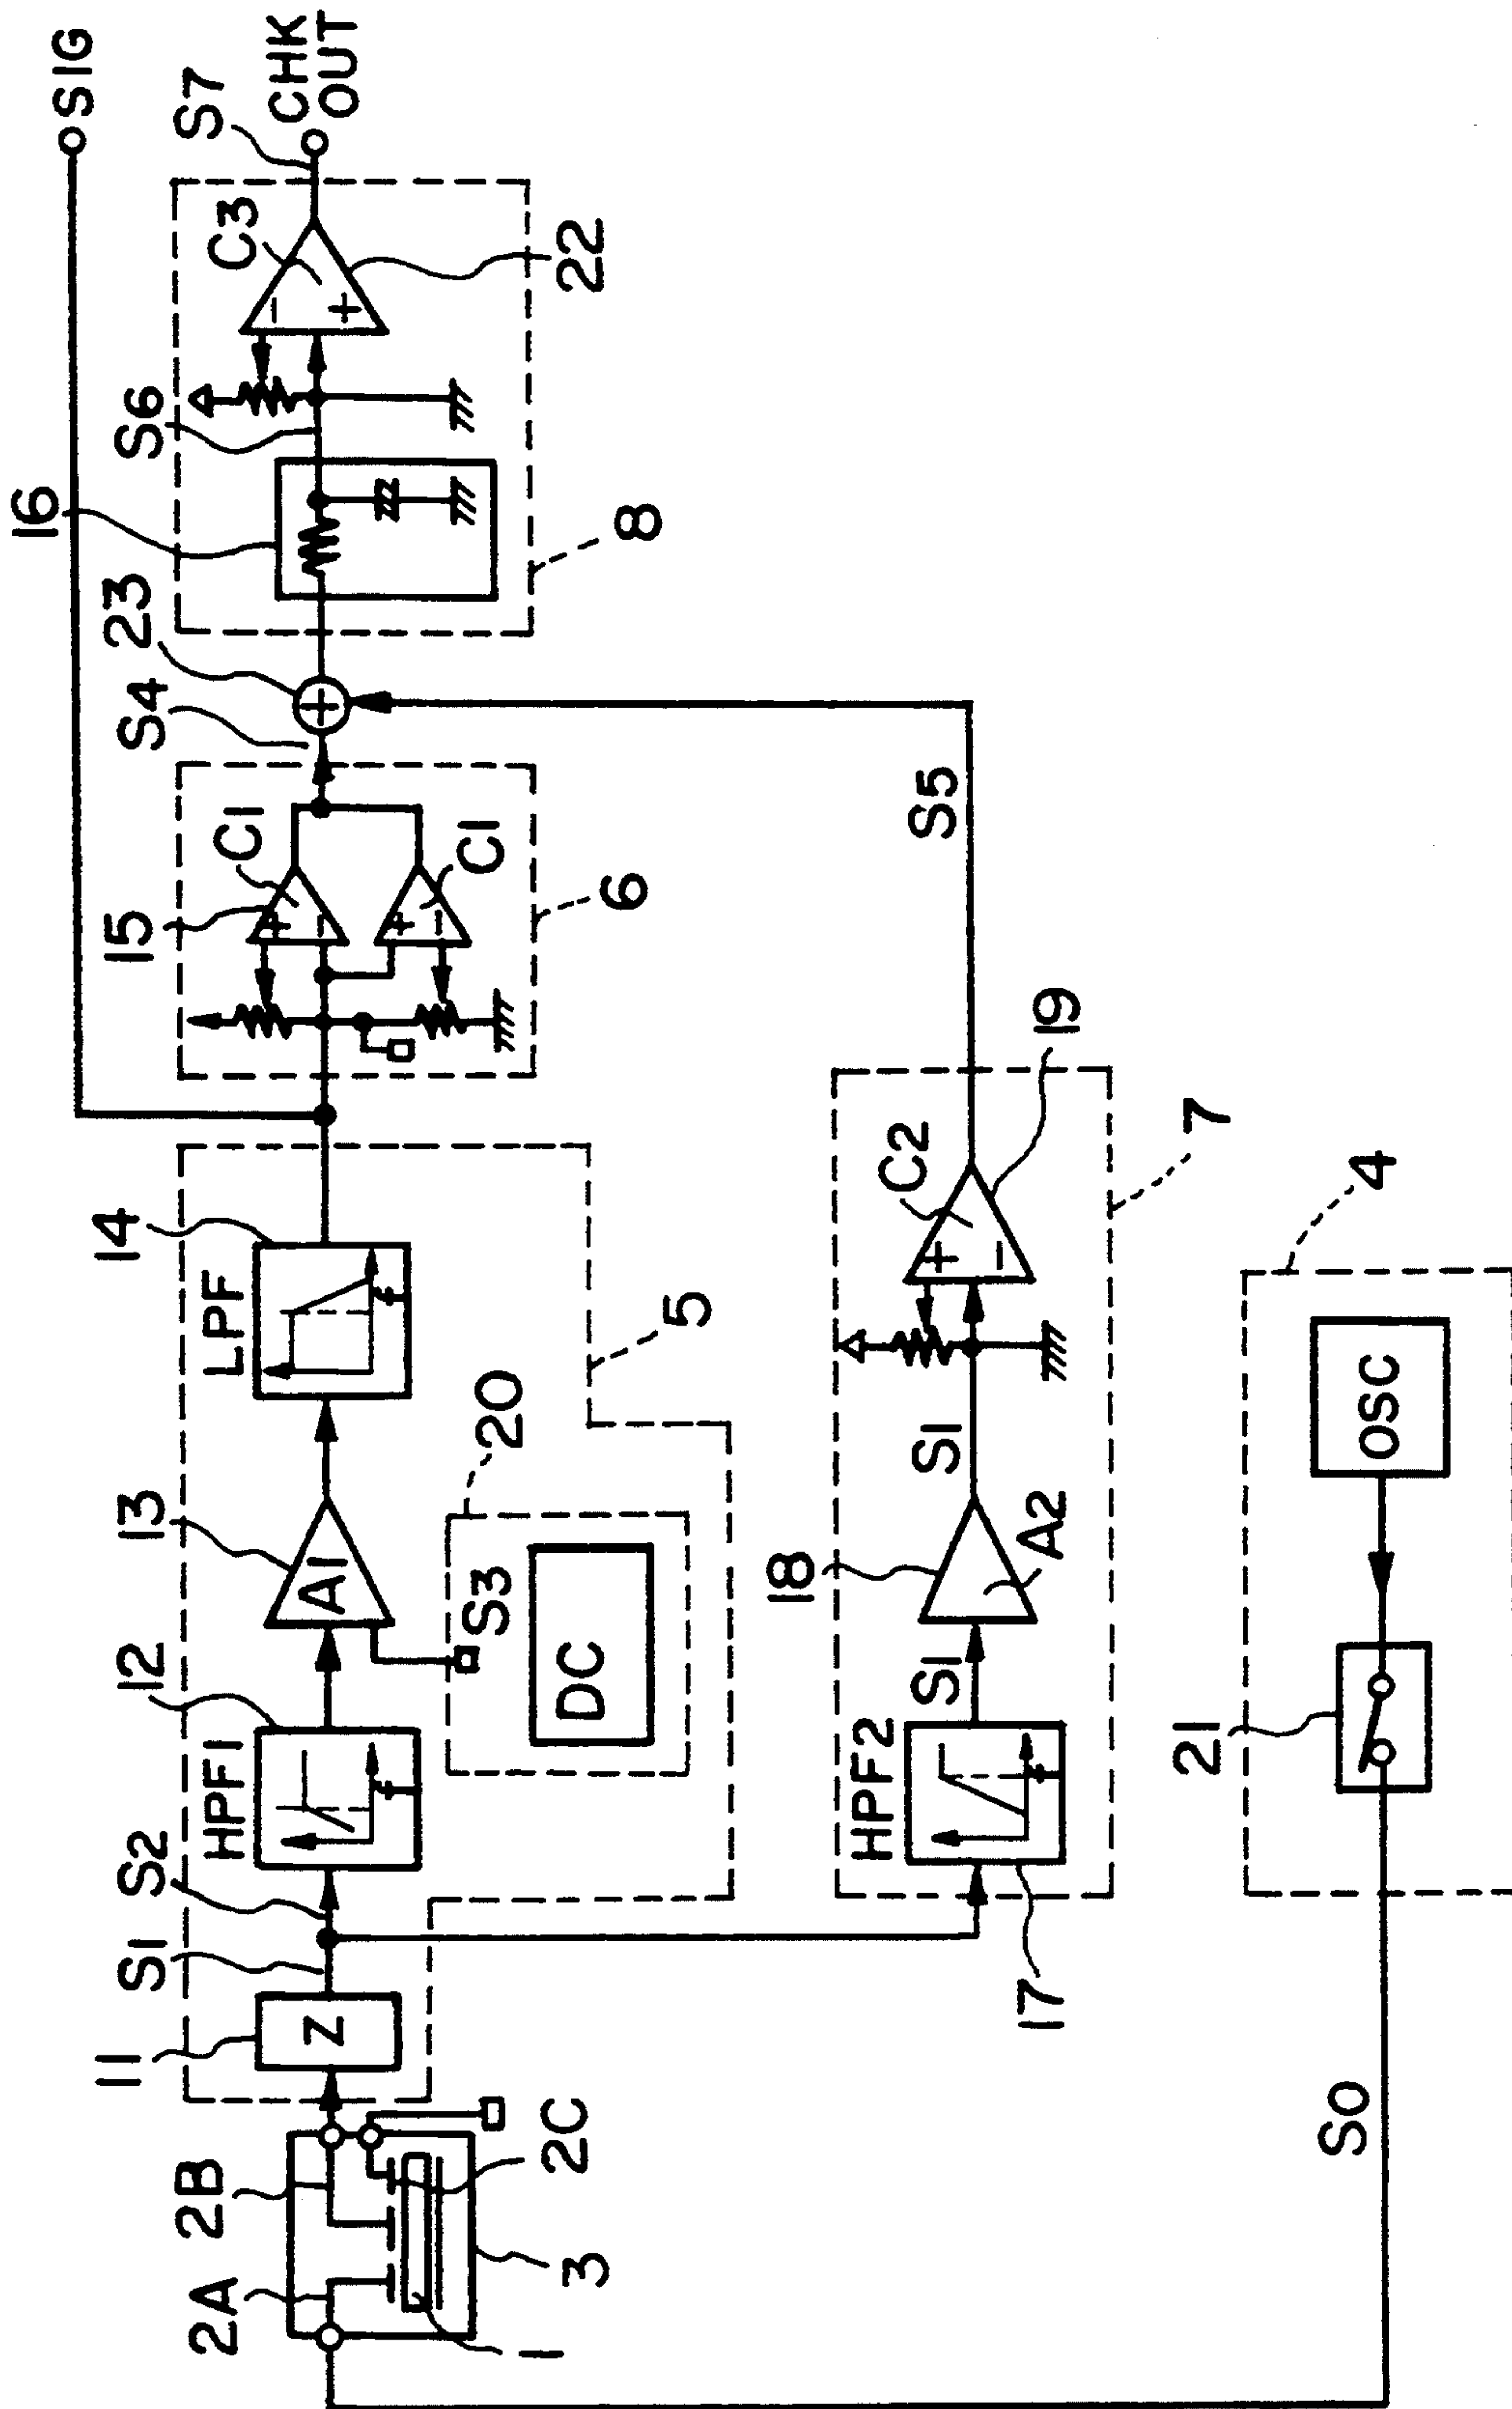 SIG
S7
CHK
OUT
C3
22
S6
16
8
23
S4
C1
C1
15
6
S5
14
LPF
f
5
20
13
A1
S3
DC
12
HPF1
f
S2
S1
11
Z
C2
19
7
S1
18
A2
S1
HPF2
f
17
4
OSC
21
S0
2B
2A
2C
3
1